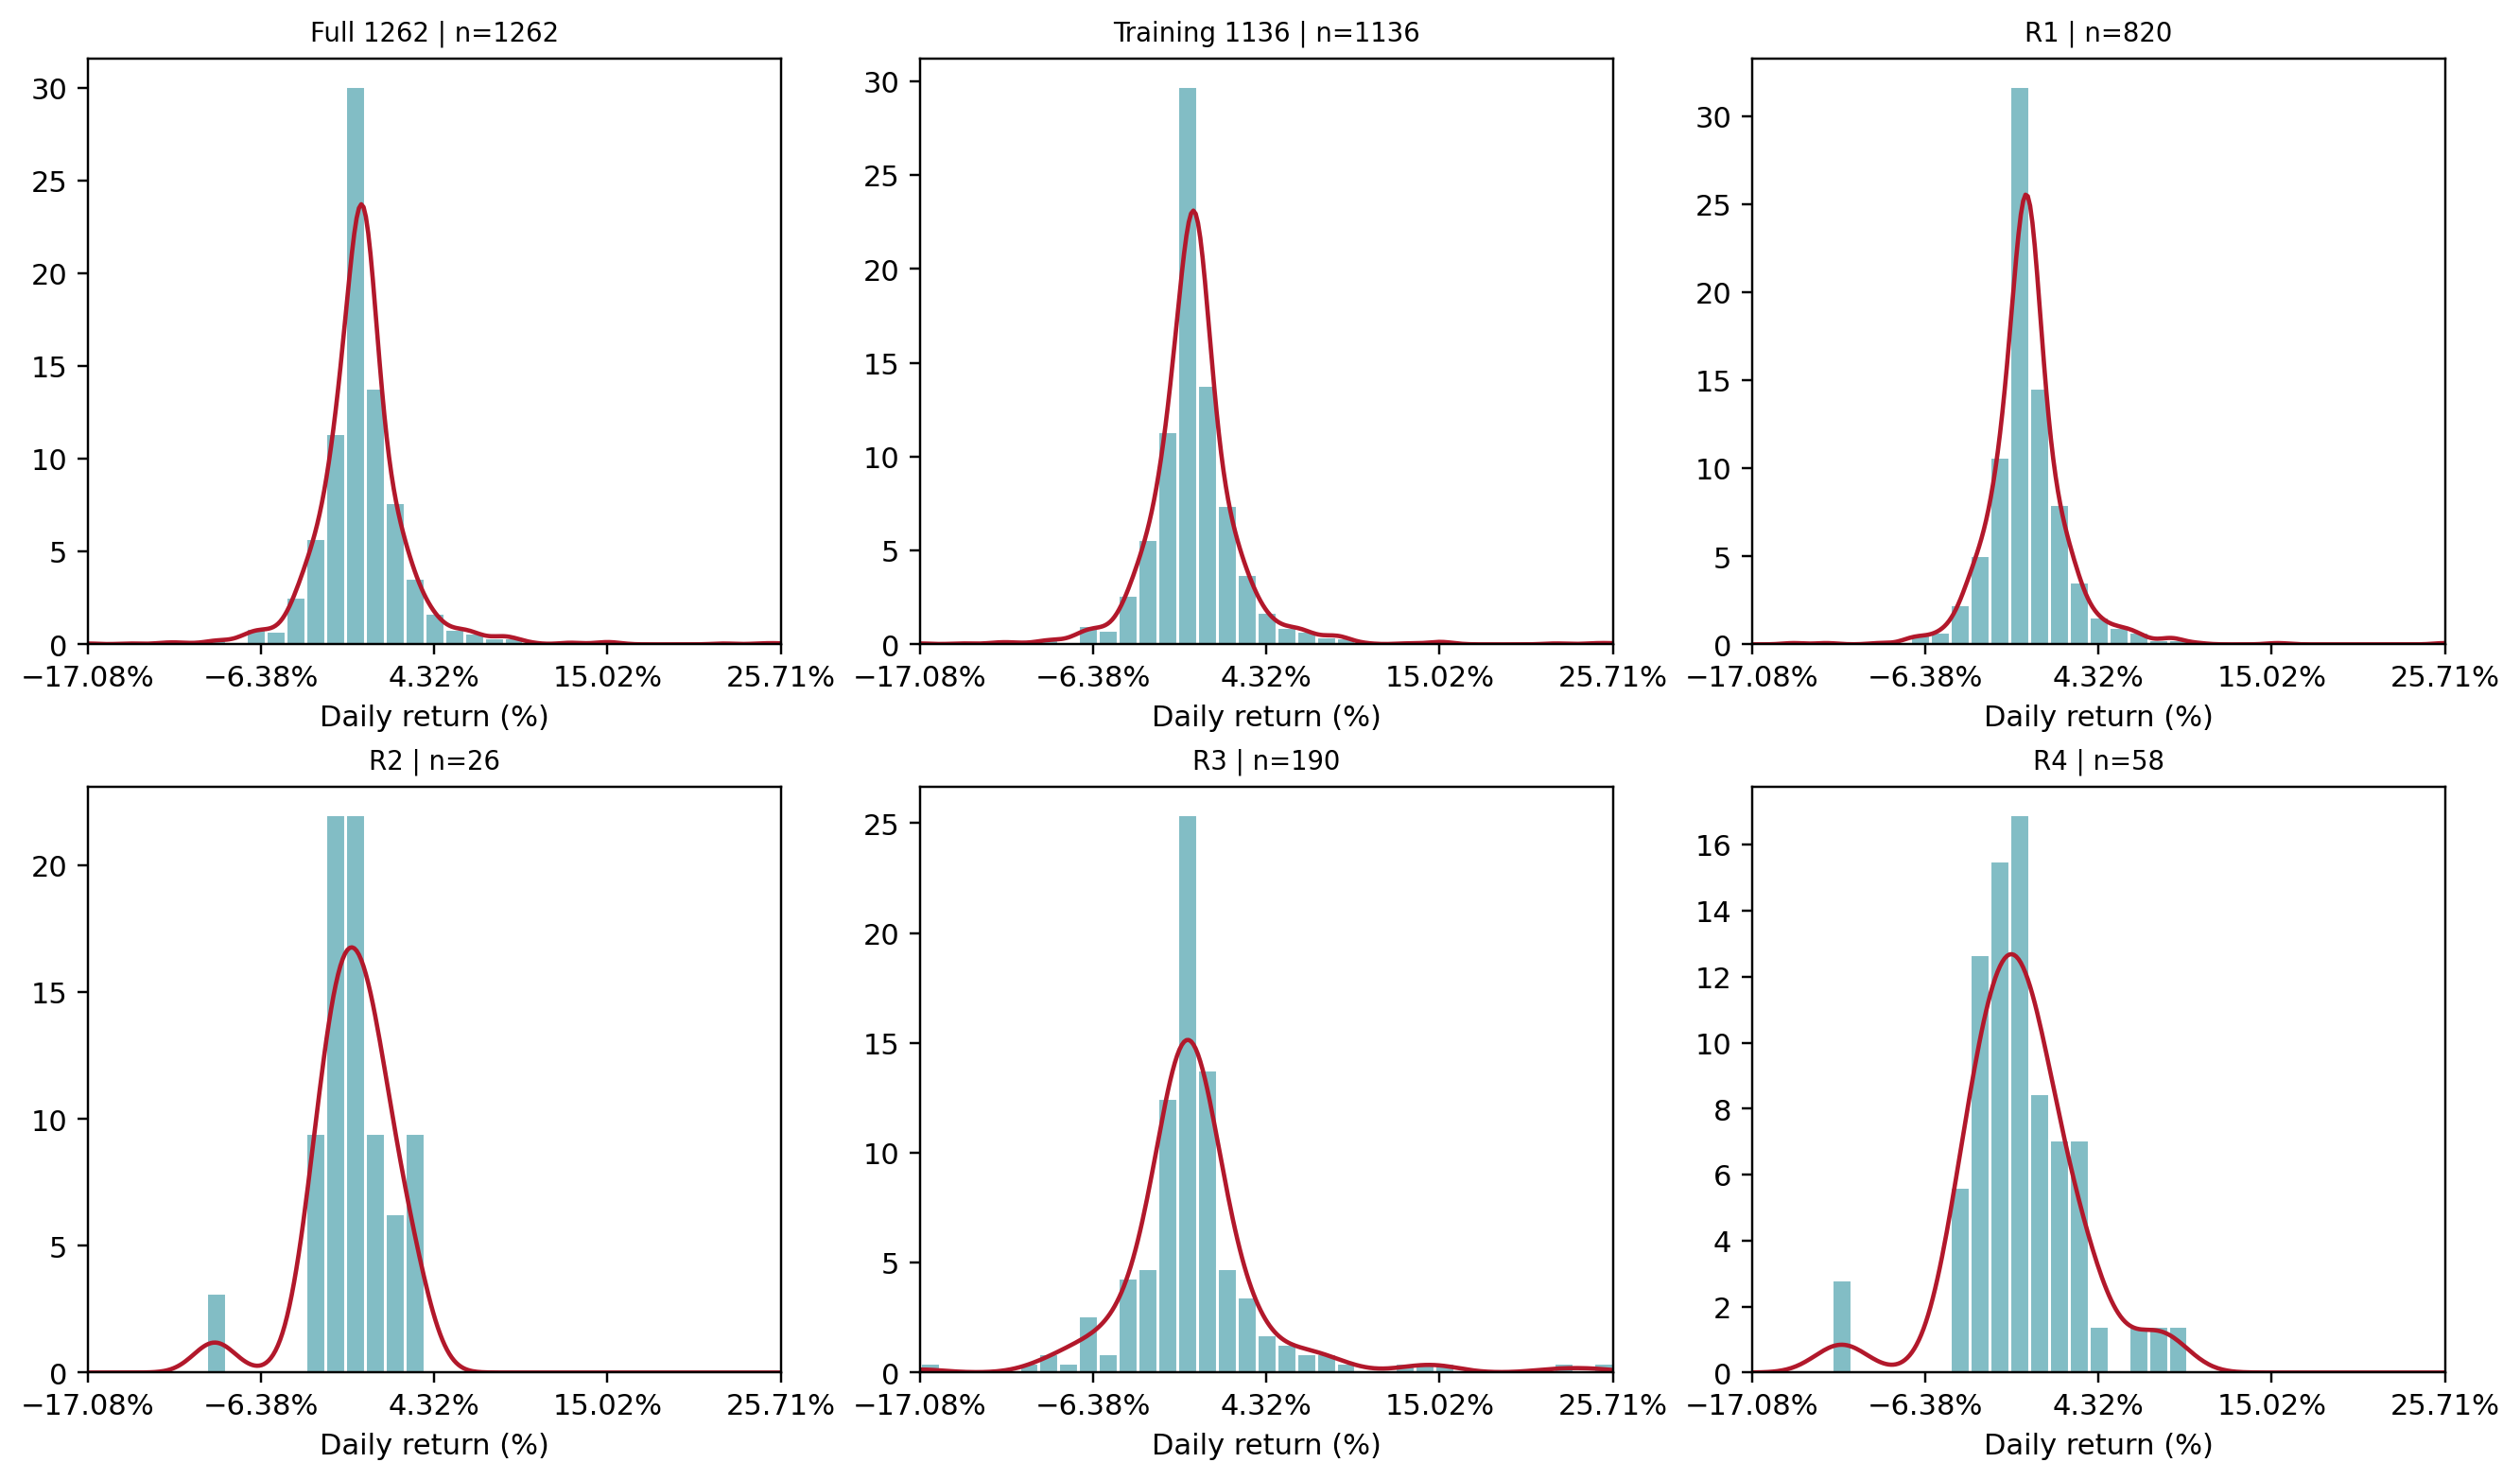 Full 1262 | n=1262
Training 1136 | n=1136
R1 | n=820
30
25
20
15
10
5
0
−17.08% −6.38% 4.32% 15.02% 25.71%
Daily return (%)
30
25
20
15
10
5
0
−17.08% −6.38% 4.32% 15.02% 25.71%
Daily return (%)
30
25
20
15
10
5
0
−17.08% −6.38% 4.32% 15.02% 25.71%
Daily return (%)
R2 | n=26
R3 | n=190
R4 | n=58
20
15
10
5
0
−17.08% −6.38% 4.32% 15.02% 25.71%
Daily return (%)
25
20
15
10
5
0
−17.08% −6.38% 4.32% 15.02% 25.71%
Daily return (%)
16
14
12
10
8
6
4
2
0
−17.08% −6.38% 4.32% 15.02% 25.71%
Daily return (%)